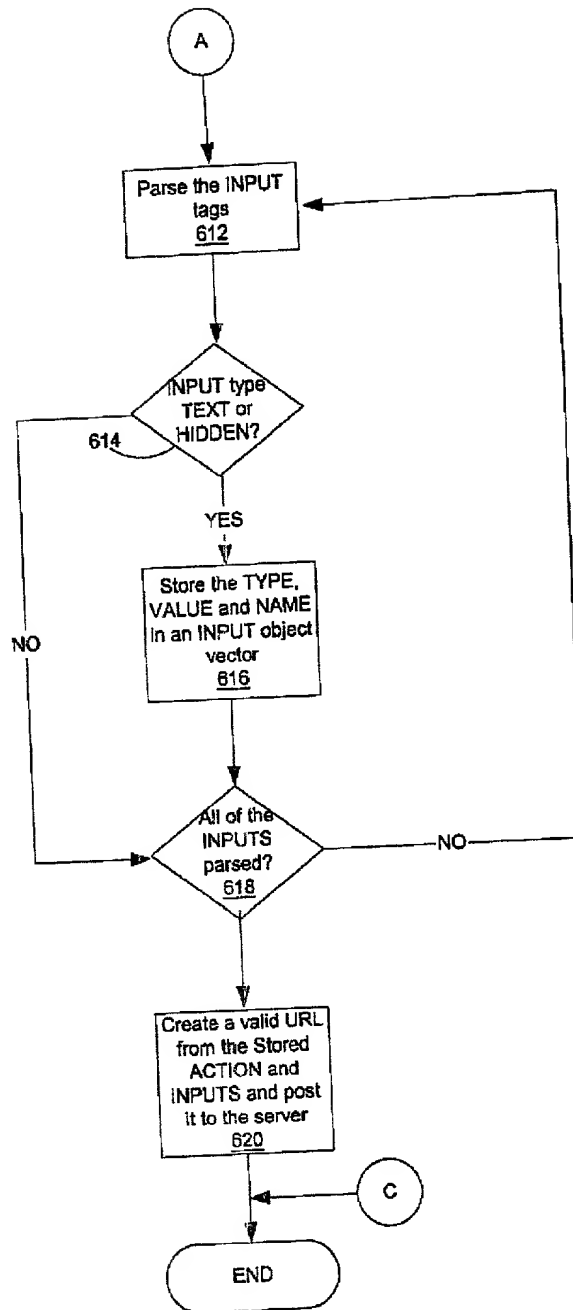 A
Parse the INPUT
tags
612
INPUT type
TEXT or
HIDDEN?
614
YES
NO
Store the TYPE,
VALUE and NAME
in an INPUT object
vector
616
All of the
INPUTS
parsed?
618
NO
Create a valid URL
from the Stored
ACTION and
INPUTS and post
it to the server
620
C
END